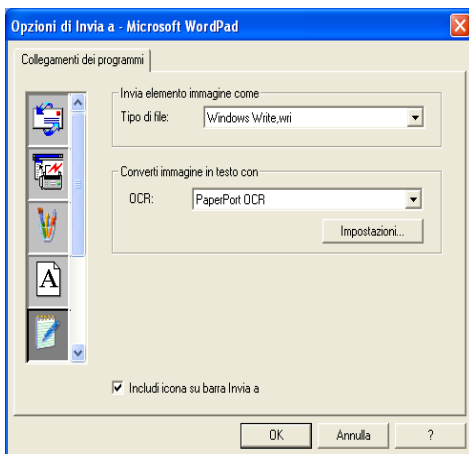 Opzioni di Invia a - Microsoft WordPad
Collegamenti dei programmi
Invia elemento immagine come
Tipo di file: Windows Write,wri
Converti immagine in testo con
OCR: PaperPort OCR
Impostazioni...
A
Includi icona su barra Invia a
OK Annulla ?